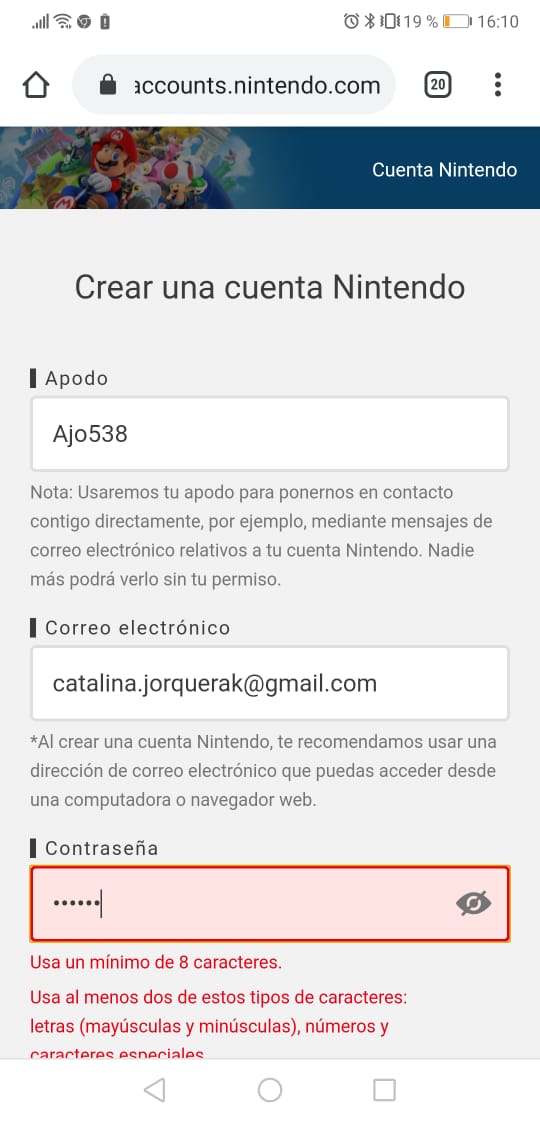 19 % 16:10
accounts.nintendo.com 20
Cuenta Nintendo
Crear una cuenta Nintendo
Apodo
Ajo538
Nota: Usaremos tu apodo para ponernos en contacto
contigo directamente, por ejemplo, mediante mensajes de
correo electrónico relativos a tu cuenta Nintendo. Nadie
más podrá verlo sin tu permiso.
Correo electrónico
catalina.jorquerak@gmail.com
*Al crear una cuenta Nintendo, te recomendamos usar una
dirección de correo electrónico que puedas acceder desde
una computadora o navegador web.
Contraseña
••••••
Usa un mínimo de 8 caracteres.
Usa al menos dos de estos tipos de caracteres:
letras (mayúsculas y minúsculas), números y
caracteres especiales